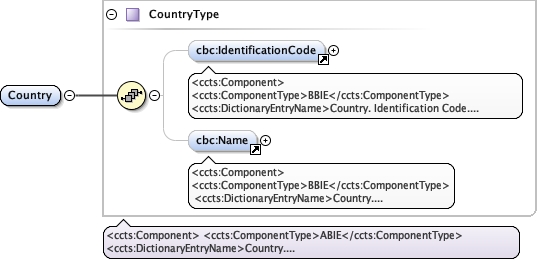 CountryType
cbc:IdentificationCode
<ccts:Component>
<ccts:ComponentType>BBIE</ccts:ComponentType>
<ccts:DictionaryEntryName>Country. Identification Code....
Country
cbc:Name
<ccts:Component>
<ccts:ComponentType>BBIE</ccts:ComponentType>
<ccts:DictionaryEntryName>Country....
<ccts:Component> <ccts:ComponentType>ABIE</ccts:ComponentType>
<ccts:DictionaryEntryName>Country....